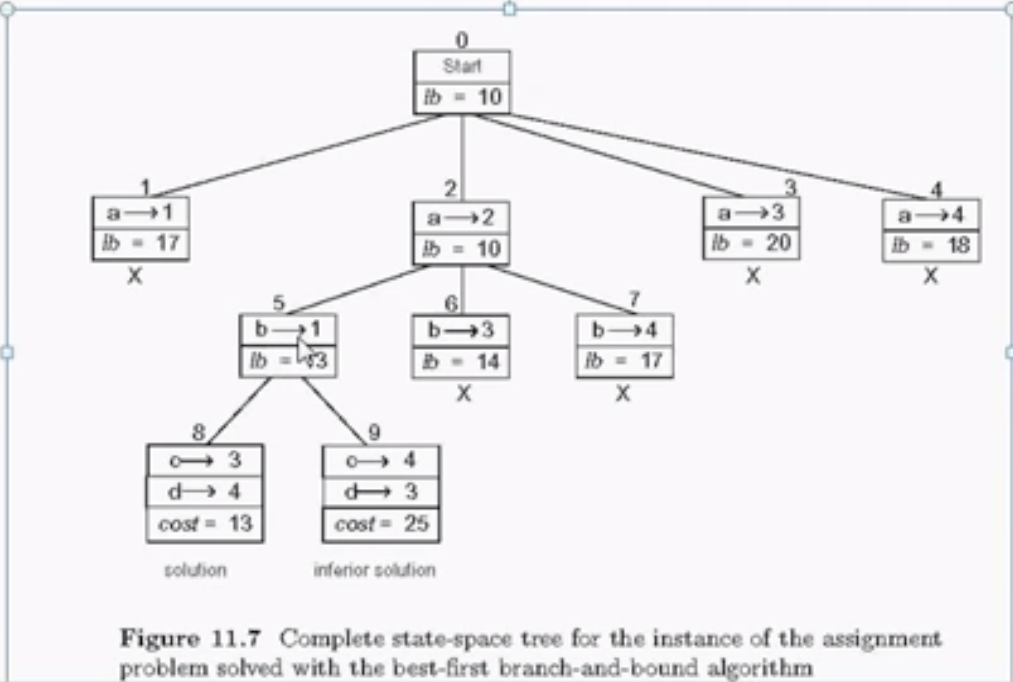 0
Start
lb = 10
1
2
3
4
a→1
a→2
a→3
a→4
lb = 17
lb = 10
lb = 20
lb = 18
X
X
X
5
6
7
b→1
b→3
b→4
lb = 3
lb = 14
lb = 17
X
X
8
9
c→ 3
c→ 4
d→ 4
d→ 3
cost = 13
cost = 25
solution
inferior solution
Figure 11.7 Complete state-space tree for the instance of the assignment
problem solved with the best-first branch-and-bound algorithm